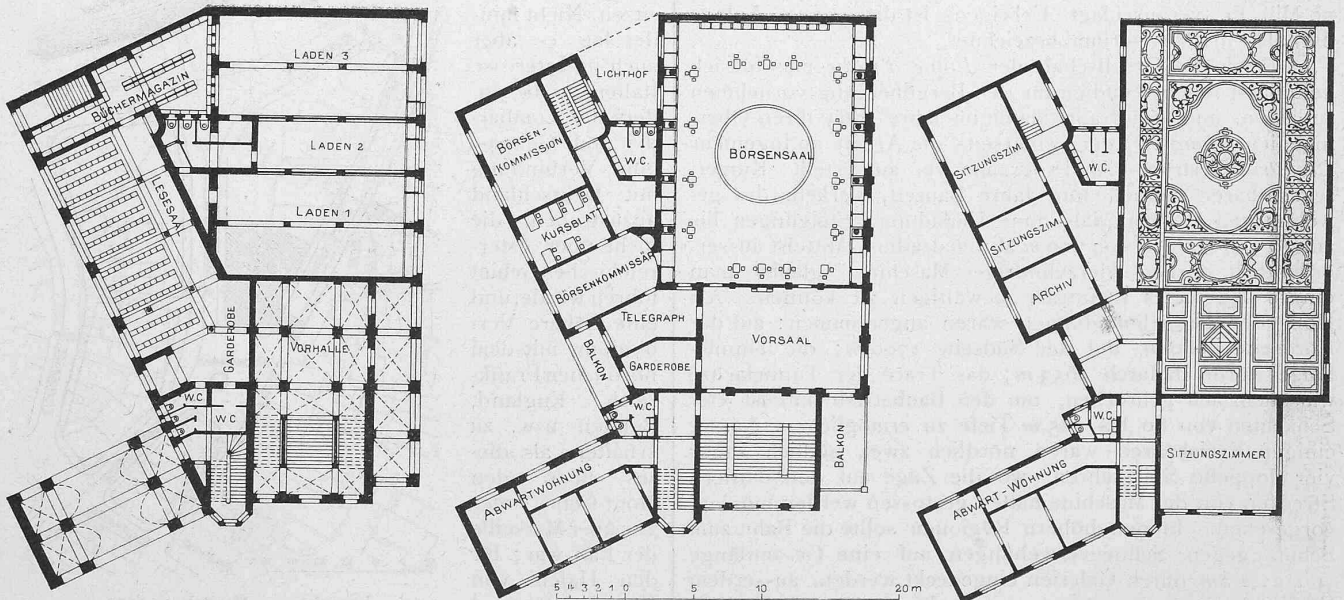 LADEN 3
BÜCHERMAGAZIN
LADEN 2
LESESAAL
LADEN 1
GARDEROBE
VORHALLE
W.C.
W.C.
LICHTHOF
BÖRSEN-
KOMMISSION
W.C.
BÖRSENSAAL
KURSBLATT
BÖRSENKOMMISSÄR
TELEGRAPH
VORSAAL
BALKON
GARDEROBE
W.C.
BALKON
ABWARTWOHNUNG
SITZUNGSZIM.
W.C.
SITZUNGSZIM.
ARCHIV
W.C.
SITZUNGSZIMMER
ABWART-WOHNUNG
5 4 3 2 1 0 5 10 20 m